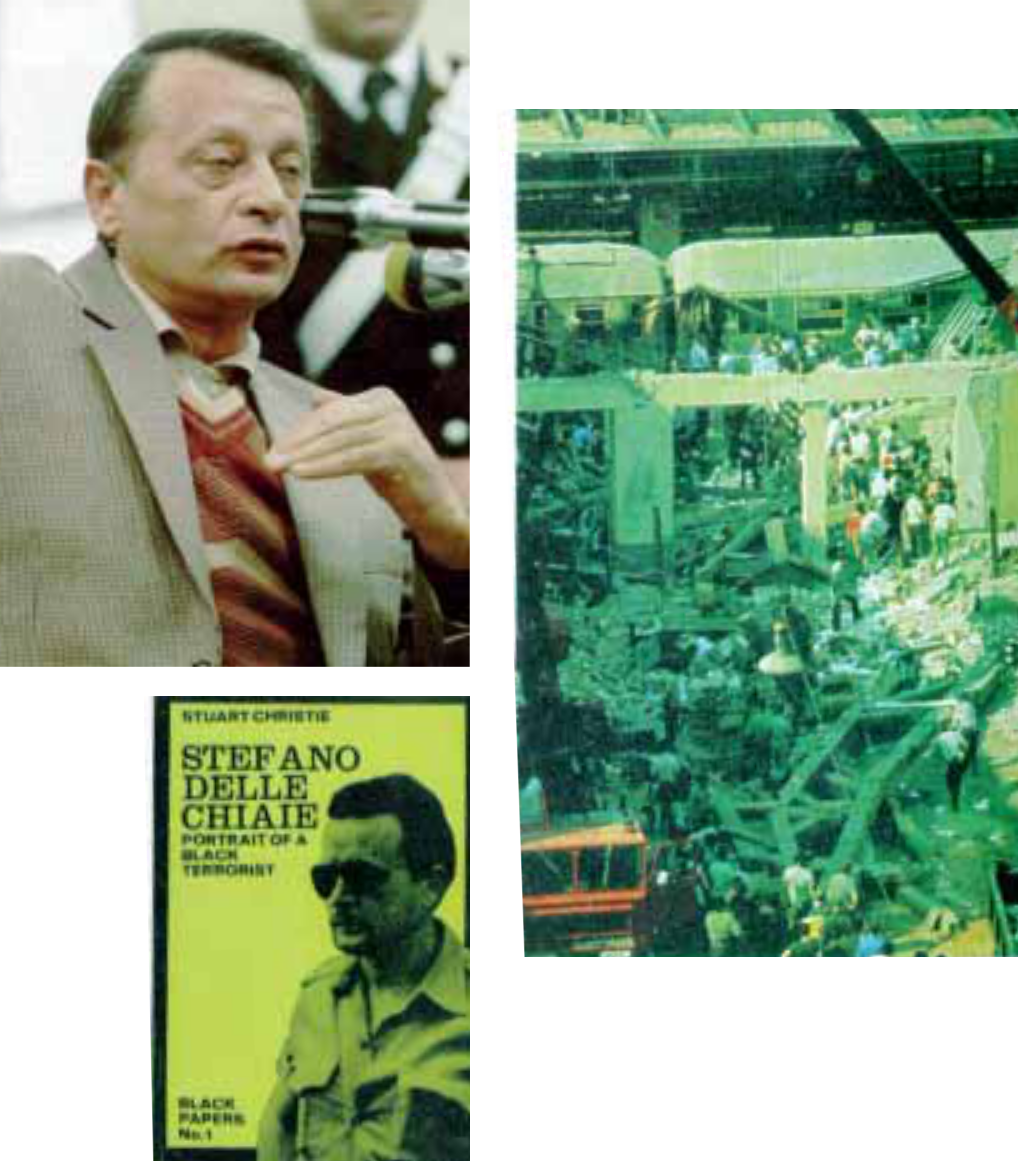 STUART CHRISTIE
STEFANO
DELLE
CHIAIE
PORTRAIT OF A
BLACK
TERRORIST
BLACK
PAPERS
No.1